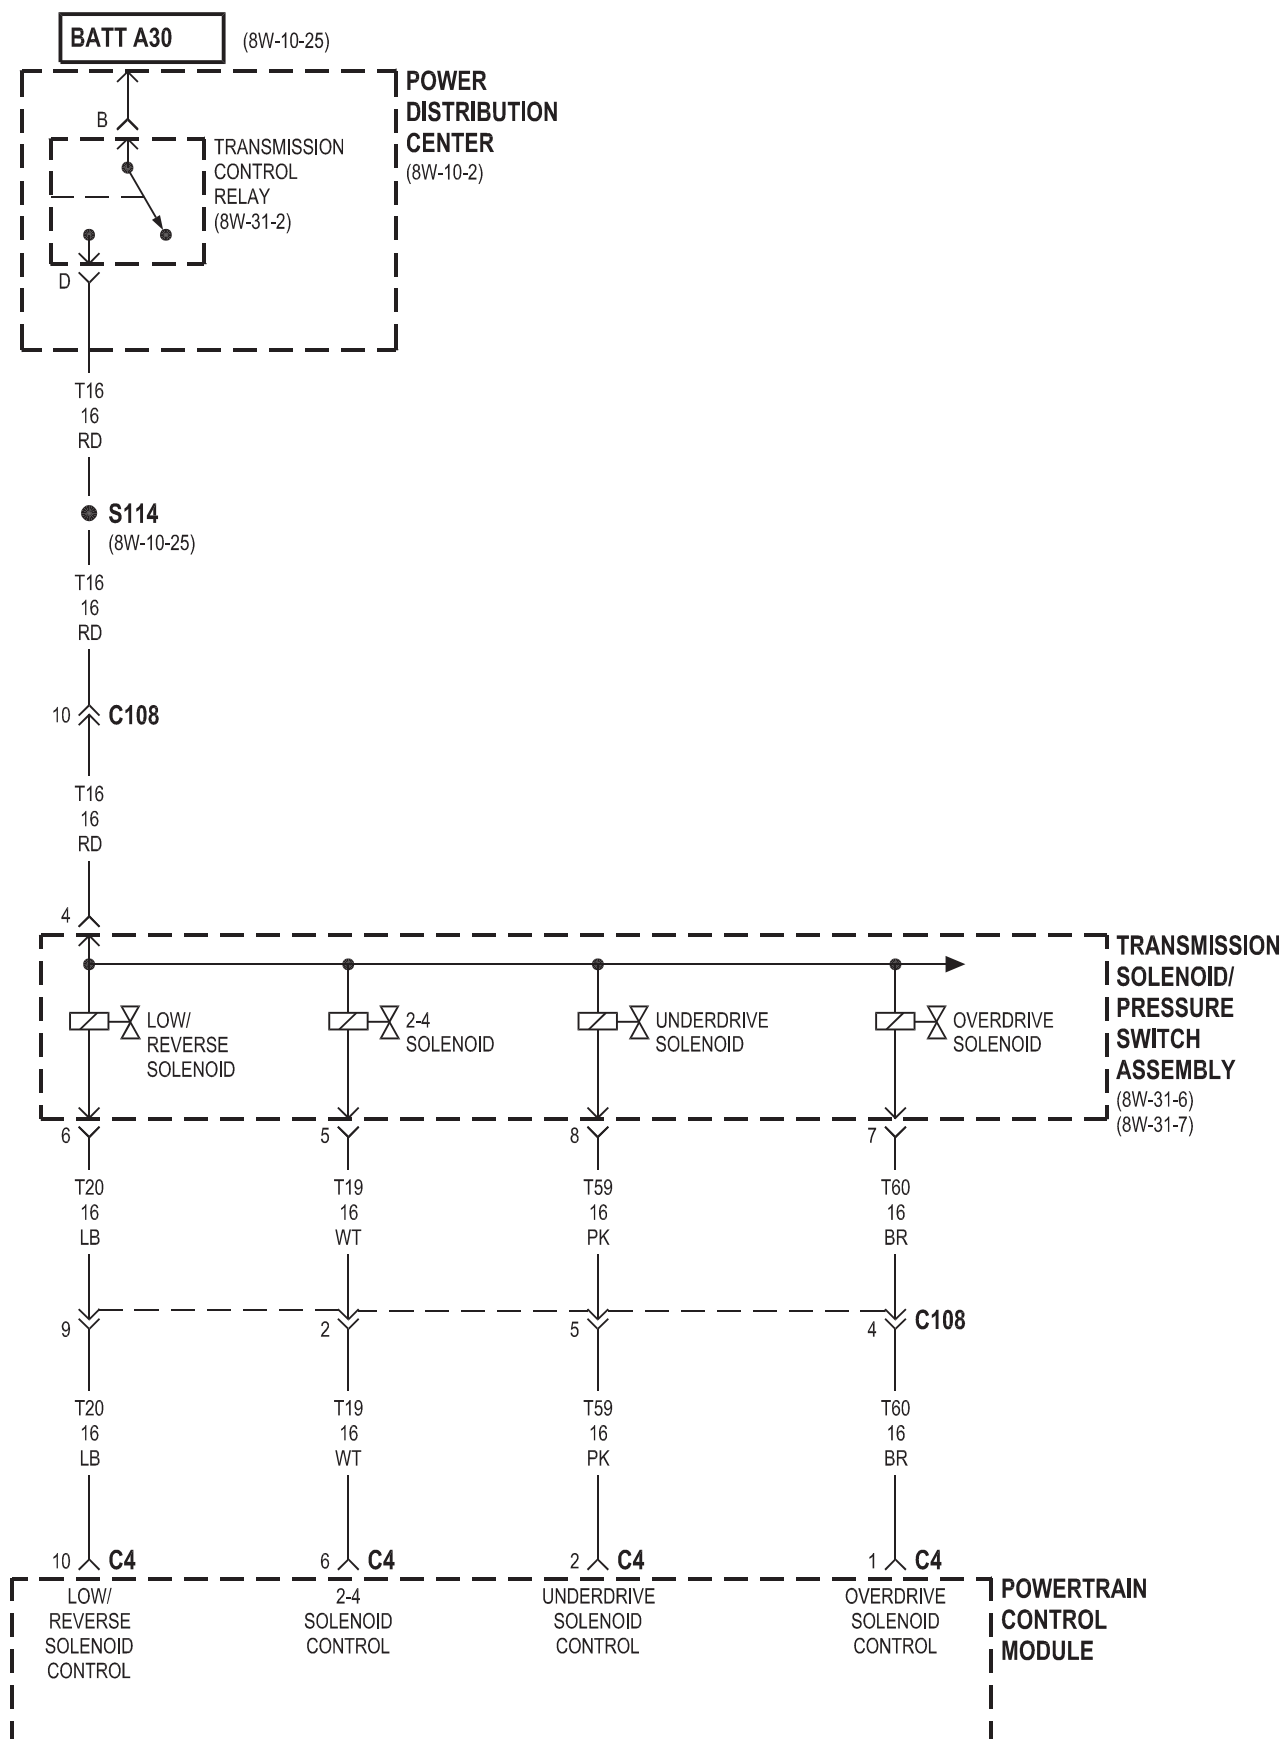 BATT A30
(8W-10-25)
POWER
DISTRIBUTION
CENTER
(8W-10-2)
B
TRANSMISSION
CONTROL
RELAY
(8W-31-2)
D
T16
16
RD
S114
(8W-10-25)
T16
16
RD
10
C108
T16
16
RD
4
TRANSMISSION
SOLENOID/
PRESSURE
SWITCH
ASSEMBLY
(8W-31-6)
(8W-31-7)
LOW/
REVERSE
SOLENOID
2-4
SOLENOID
UNDERDRIVE
SOLENOID
OVERDRIVE
SOLENOID
6
5
8
7
T20
16
LB
T19
16
WT
T59
16
PK
T60
16
BR
9
2
5
4
C108
T20
16
LB
T19
16
WT
T59
16
PK
T60
16
BR
10 C4
6 C4
2 C4
1 C4
LOW/
REVERSE
SOLENOID
CONTROL
2-4
SOLENOID
CONTROL
UNDERDRIVE
SOLENOID
CONTROL
OVERDRIVE
SOLENOID
CONTROL
POWERTRAIN
CONTROL
MODULE